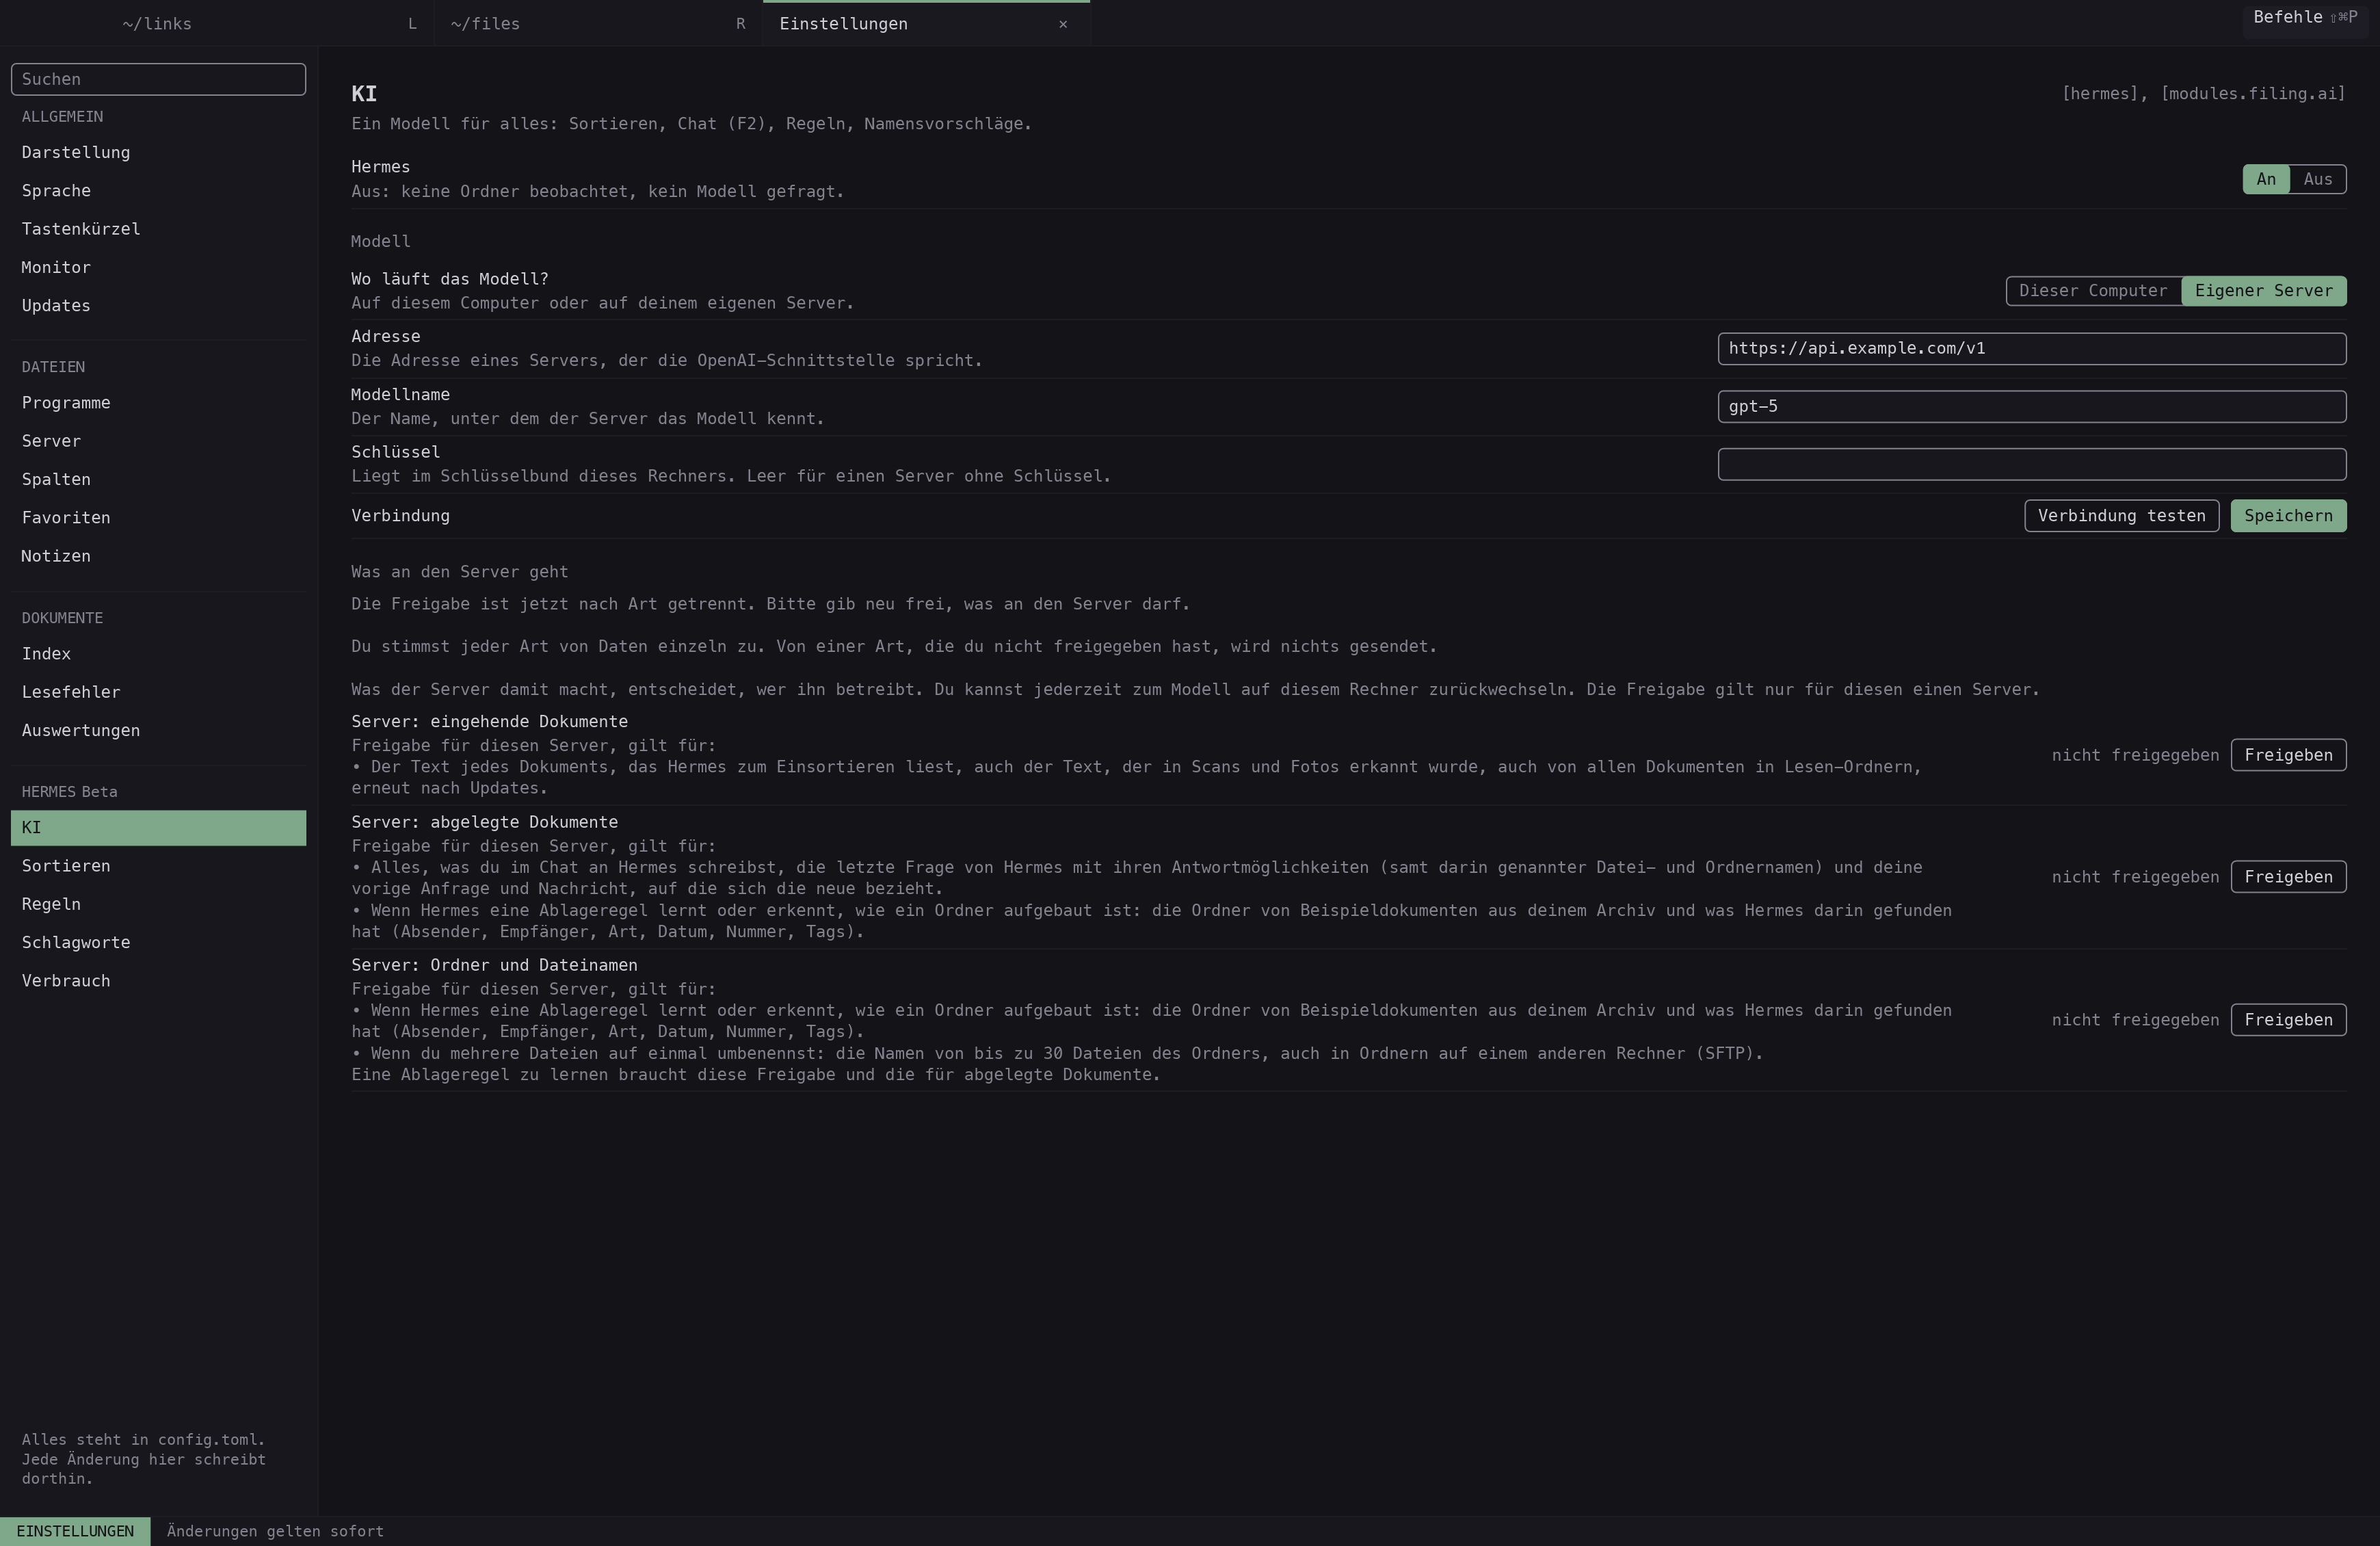 ~/links L ~/files R Einstellungen × Befehle ⇧⌘P
Suchen
ALLGEMEIN
Darstellung
Sprache
Tastenkürzel
Monitor
Updates
DATEIEN
Programme
Server
Spalten
Favoriten
Notizen
DOKUMENTE
Index
Lesefehler
Auswertungen
HERMES Beta
KI
Sortieren
Regeln
Schlagworte
Verbrauch
Alles steht in config.toml.
Jede Änderung hier schreibt
dorthin.
KI [hermes], [modules.filing.ai]
Ein Modell für alles: Sortieren, Chat (F2), Regeln, Namensvorschläge.
Hermes
Aus: keine Ordner beobachtet, kein Modell gefragt.
An Aus
Modell
Wo läuft das Modell?
Auf diesem Computer oder auf deinem eigenen Server.
Dieser Computer Eigener Server
Adresse
Die Adresse eines Servers, der die OpenAI-Schnittstelle spricht.
https://api.example.com/v1
Modellname
Der Name, unter dem der Server das Modell kennt.
gpt-5
Schlüssel
Liegt im Schlüsselbund dieses Rechners. Leer für einen Server ohne Schlüssel.
Verbindung Verbindung testen Speichern
Was an den Server geht
Die Freigabe ist jetzt nach Art getrennt. Bitte gib neu frei, was an den Server darf.
Du stimmst jeder Art von Daten einzeln zu. Von einer Art, die du nicht freigegeben hast, wird nichts gesendet.
Was der Server damit macht, entscheidet, wer ihn betreibt. Du kannst jederzeit zum Modell auf diesem Rechner zurückwechseln. Die Freigabe gilt nur für diesen einen Server.
Server: eingehende Dokumente
Freigabe für diesen Server, gilt für:
• Der Text jedes Dokuments, das Hermes zum Einsortieren liest, auch der Text, der in Scans und Fotos erkannt wurde, auch von allen Dokumenten in Lesen-Ordnern,
erneut nach Updates.
nicht freigegeben Freigeben
Server: abgelegte Dokumente
Freigabe für diesen Server, gilt für:
• Alles, was du im Chat an Hermes schreibst, die letzte Frage von Hermes mit ihren Antwortmöglichkeiten (samt darin genannter Datei- und Ordnernamen) und deine
vorige Anfrage und Nachricht, auf die sich die neue bezieht.
• Wenn Hermes eine Ablageregel lernt oder erkennt, wie ein Ordner aufgebaut ist: die Ordner von Beispieldokumenten aus deinem Archiv und was Hermes darin gefunden
hat (Absender, Empfänger, Art, Datum, Nummer, Tags).
nicht freigegeben Freigeben
Server: Ordner und Dateinamen
Freigabe für diesen Server, gilt für:
• Wenn Hermes eine Ablageregel lernt oder erkennt, wie ein Ordner aufgebaut ist: die Ordner von Beispieldokumenten aus deinem Archiv und was Hermes darin gefunden
hat (Absender, Empfänger, Art, Datum, Nummer, Tags).
• Wenn du mehrere Dateien auf einmal umbenennst: die Namen von bis zu 30 Dateien des Ordners, auch in Ordnern auf einem anderen Rechner (SFTP).
Eine Ablageregel zu lernen braucht diese Freigabe und die für abgelegte Dokumente.
nicht freigegeben Freigeben
EINSTELLUNGEN Änderungen gelten sofort